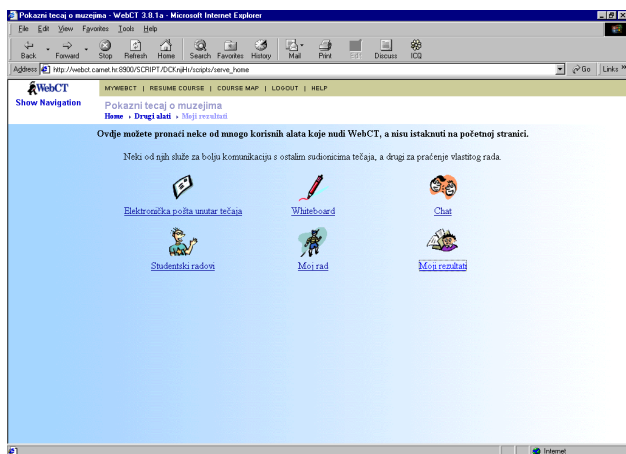 Pokazni tecaj o muzejima - WebCT 3.8.1a - Microsoft Internet Explorer
File Edit View Favorites Tools Help
Back Forward Stop Refresh Home Search Favorites History Mail Print Edit Discuss ICQ
Address http://webct.carnet.hr:8900/SCRIPT/DCKnjiHr/scripts/serve_home Go Links »
WebCT MYWEBCT | RESUME COURSE | COURSE MAP | LOGOUT | HELP
Show Navigation Pokazni tecaj o muzejima
Home › Drugi alati › Moji rezultati
Ovdje možete pronaći neke od mnogo korisnih alata koje nudi WebCT, a nisu istaknuti na početnoj stranici.
Neki od njih služe za bolju komunikaciju s ostalim sudionicima tečaja, a drugi za praćenje vlastitog rada.
Elektronička pošta unutar tečaja Whiteboard Chat
Studentski radovi Moj rad Moji rezultati
Internet